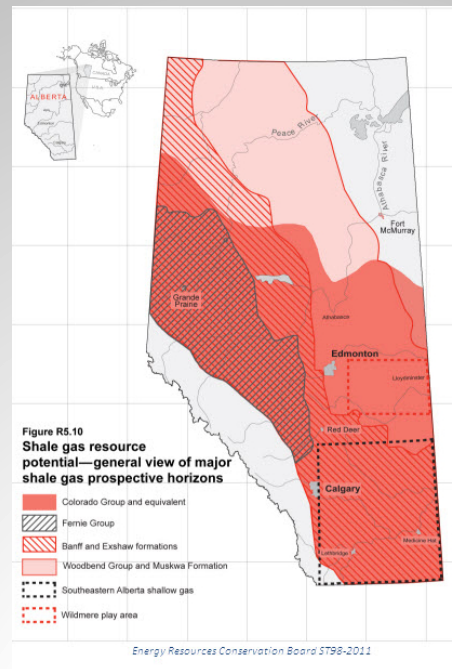 CANADA
U.S.A.
ALBERTA
Peace River
Athabasca River
Fort
McMurray
Grande
Prairie
Athabasca
Edmonton
Lloydminster
Red Deer
Calgary
Medicine Hat
Lethbridge
Figure R5.10
Shale gas resource
potential—general view of major
shale gas prospective horizons
Colorado Group and equivalent
Fernie Group
Banff and Exshaw formations
Woodbend Group and Muskwa Formation
Southeastern Alberta shallow gas
Wildmere play area
Energy Resources Conservation Board ST98-2011